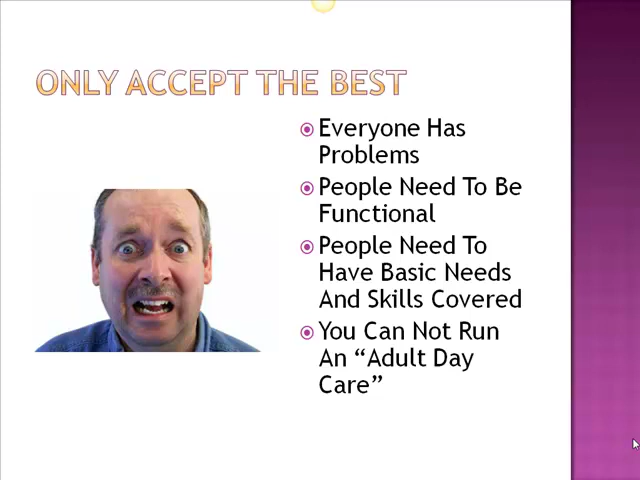 ONLY ACCEPT THE BEST
Everyone Has
Problems
People Need To Be
Functional
People Need To
Have Basic Needs
And Skills Covered
You Can Not Run
An “Adult Day
Care”